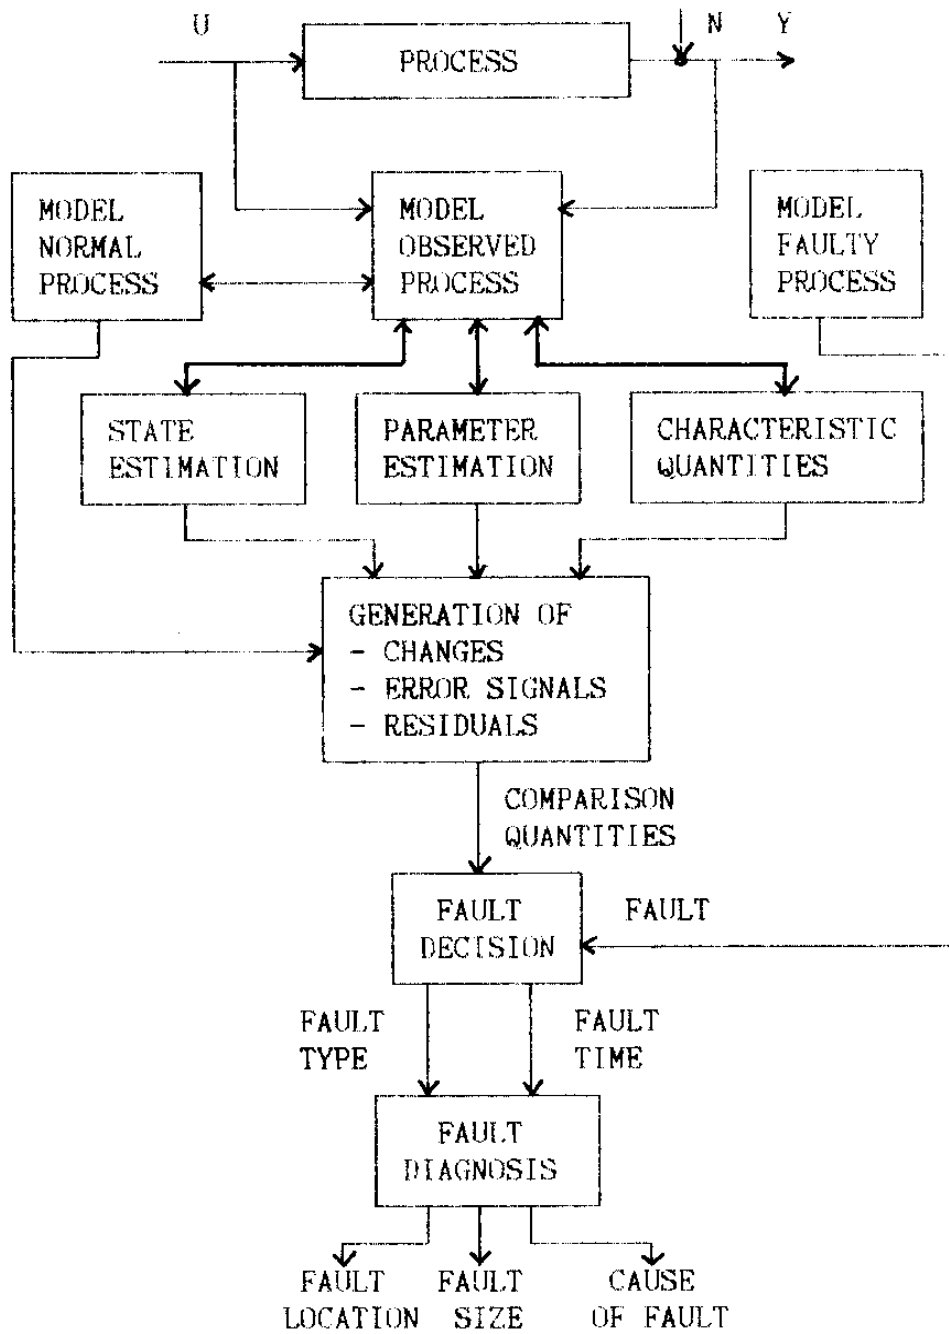 U
N
Y
PROCESS
MODEL
NORMAL
PROCESS
MODEL
OBSERVED
PROCESS
MODEL
FAULTY
PROCESS
STATE
ESTIMATION
PARAMETER
ESTIMATION
CHARACTERISTIC
QUANTITIES
GENERATION OF
- CHANGES
- ERROR SIGNALS
- RESIDUALS
COMPARISON
QUANTITIES
FAULT
DECISION
FAULT
FAULT
TYPE
FAULT
TIME
FAULT
DIAGNOSIS
FAULT
LOCATION
FAULT
SIZE
CAUSE
OF FAULT